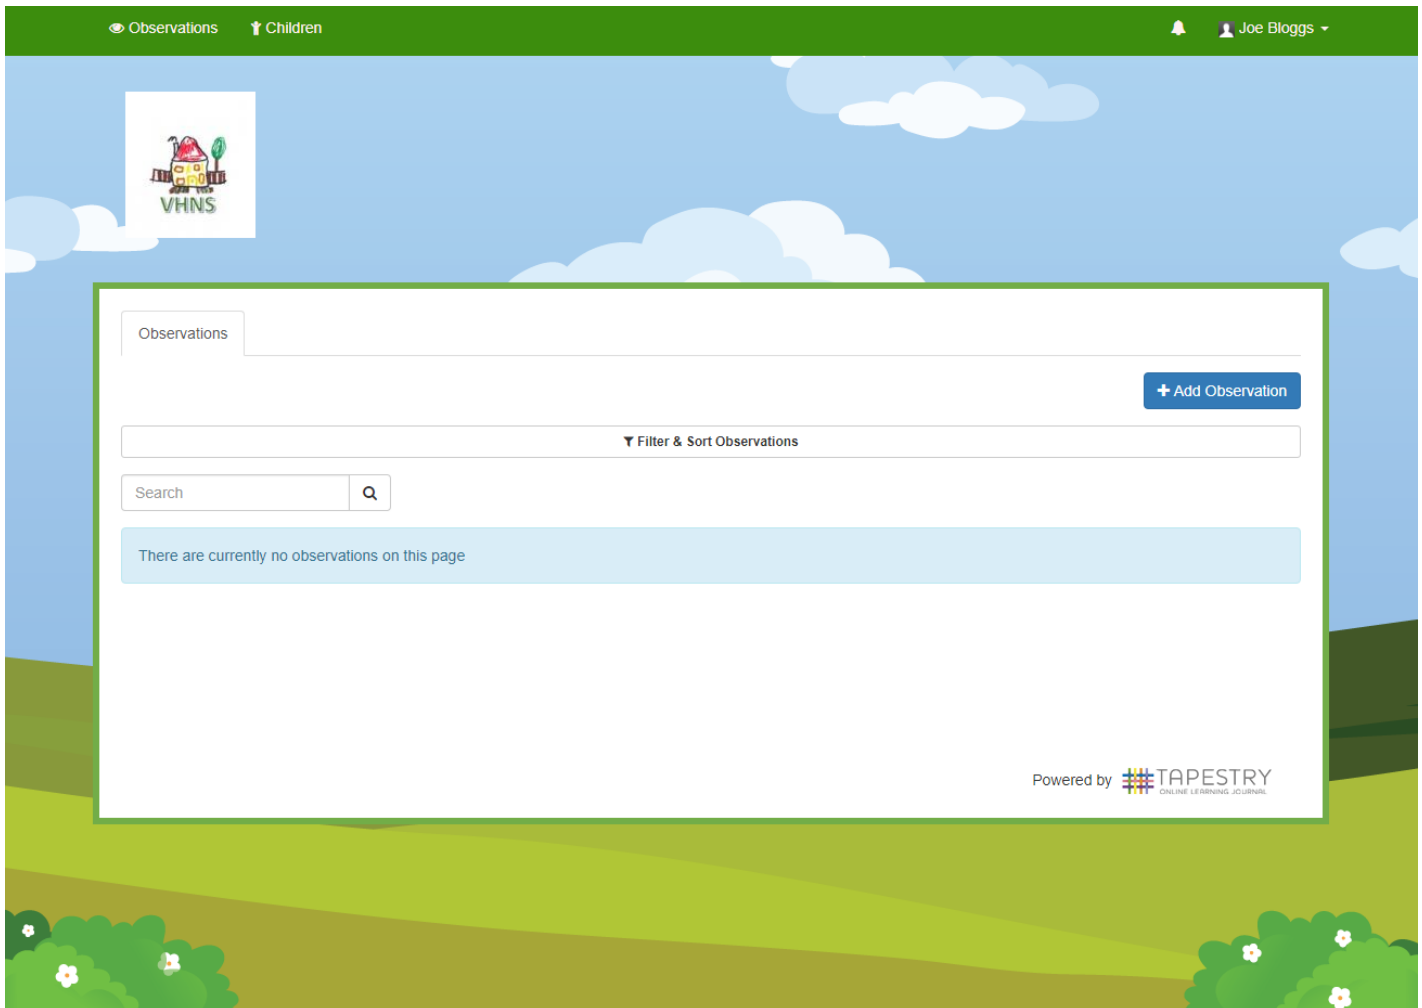 Observations Children Joe Bloggs
VHNS
Observations
+ Add Observation
Filter & Sort Observations
Search
There are currently no observations on this page
Powered by TAPESTRY
ONLINE LEARNING JOURNAL